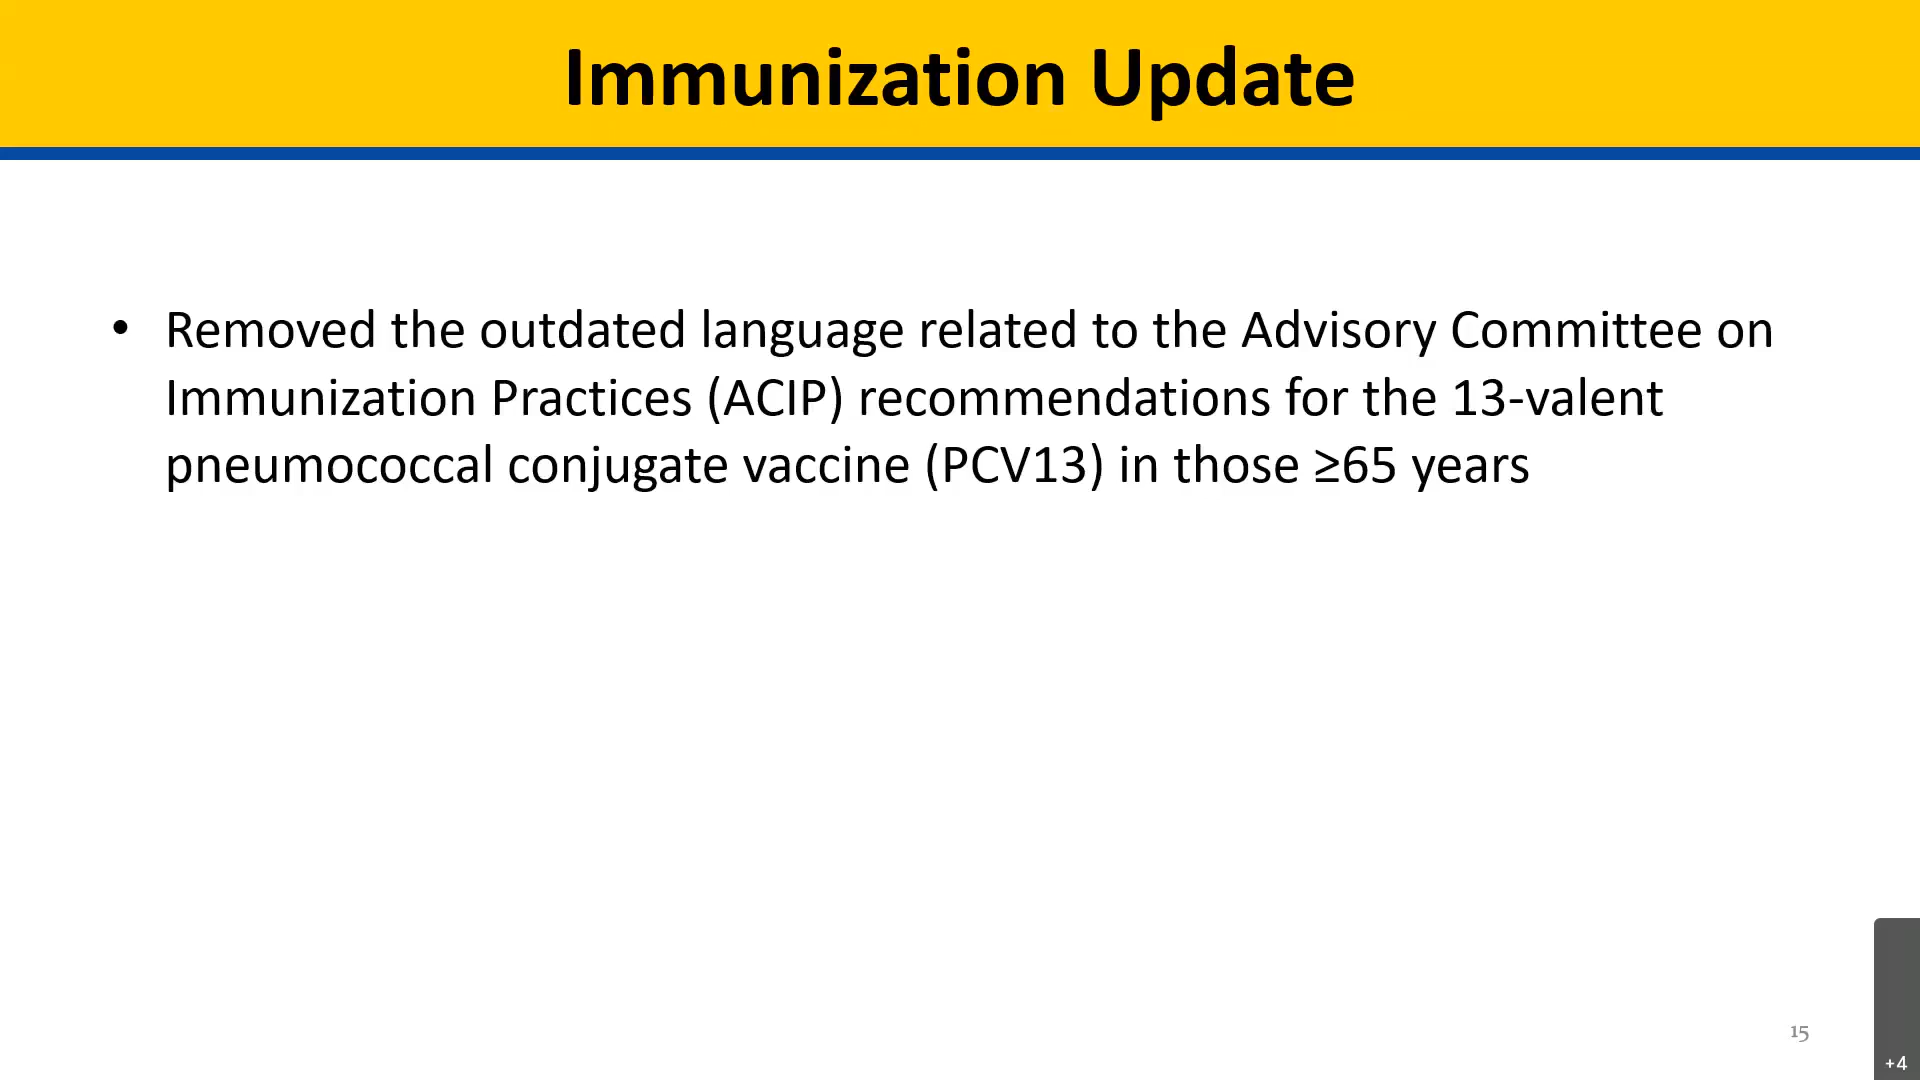 Immunization Update
• Removed the outdated language related to the Advisory Committee on
Immunization Practices (ACIP) recommendations for the 13-valent
pneumococcal conjugate vaccine (PCV13) in those ≥65 years
15
+4